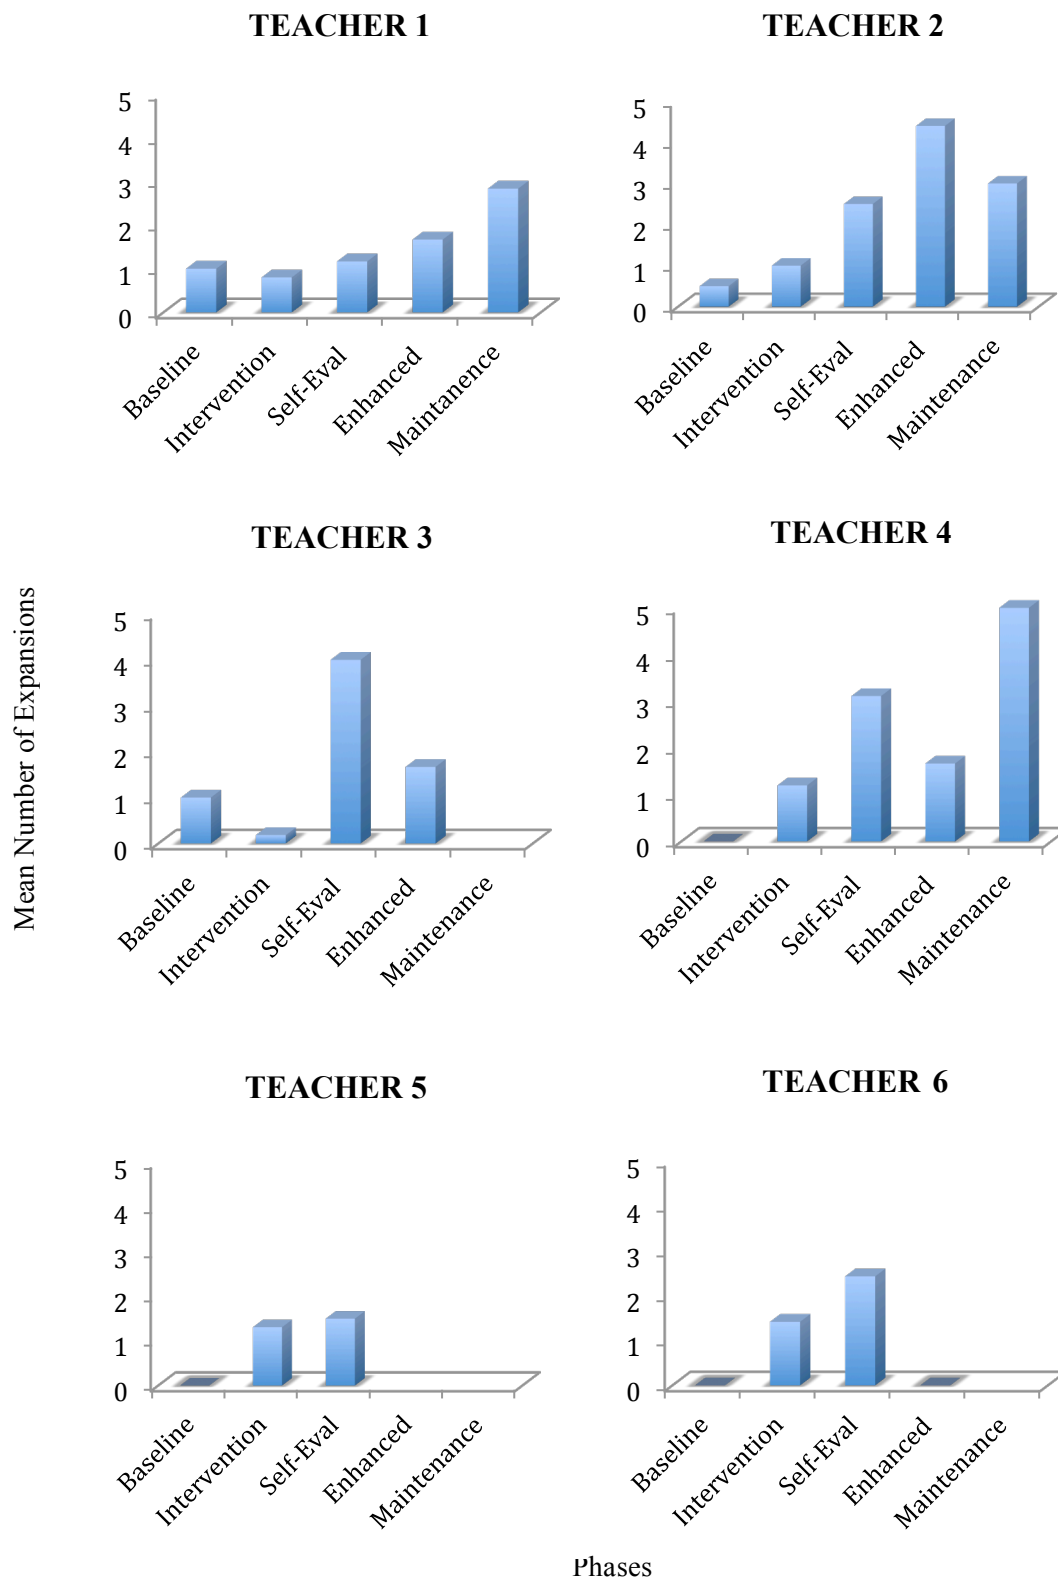 TEACHER 1
5
4
3
2
1
0
Baseline
Intervention
Self-Eval
Enhanced
Maintanence
TEACHER 2
5
4
3
2
1
0
Baseline
Intervention
Self-Eval
Enhanced
Maintenance
Mean Number of Expansions
TEACHER 3
5
4
3
2
1
0
Baseline
Intervention
Self-Eval
Enhanced
Maintenance
TEACHER 4
5
4
3
2
1
0
Baseline
Intervention
Self-Eval
Enhanced
Maintenance
TEACHER 5
5
4
3
2
1
0
Baseline
Intervention
Self-Eval
Enhanced
Maintenance
TEACHER 6
5
4
3
2
1
0
Baseline
Intervention
Self-Eval
Enhanced
Maintenance
Phases